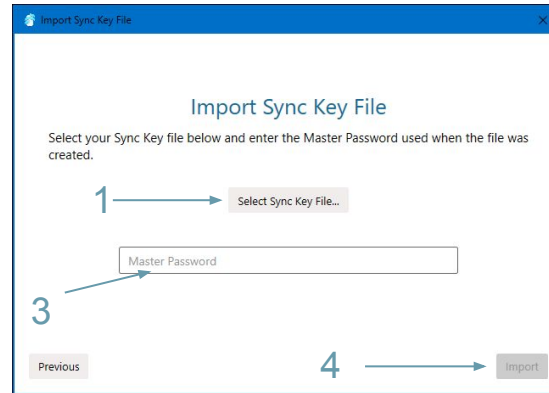 Import Sync Key File
Import Sync Key File
Select your Sync Key file below and enter the Master Password used when the file was
created.
1
Select Sync Key File...
Master Password
3
Previous
4
Import